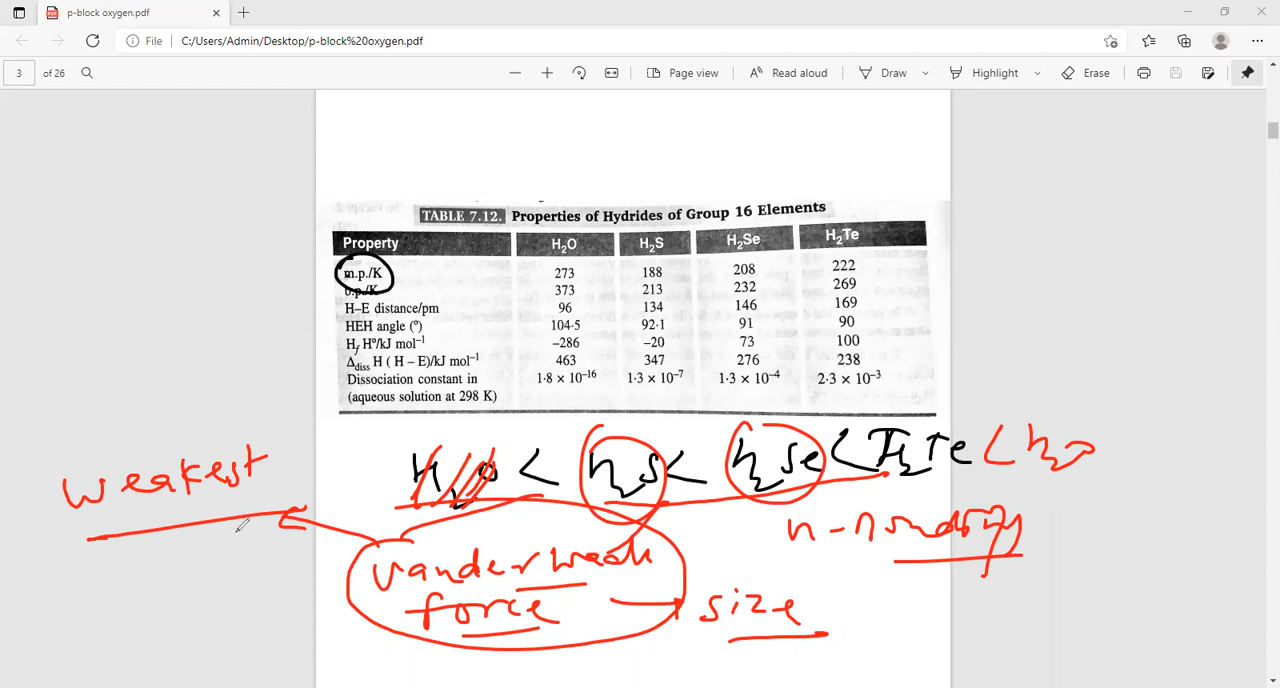 p-block oxygen.pdf
File C:/Users/Admin/Desktop/p-block%20oxygen.pdf
3 of 26 Page view Read aloud Draw Highlight Erase
TABLE 7.12. Properties of Hydrides of Group 16 Elements
Property H₂O H₂S H₂Se H₂Te
m.p./K 273 188 208 222
b.p./K 373 213 232 269
H–E distance/pm 96 134 146 169
HEH angle (°) 104·5 92·1 91 90
Hf H°/kJ mol⁻¹ –286 –20 73 100
Δdiss H (H – E)/kJ mol⁻¹ 463 347 276 238
Dissociation constant in 1·8 × 10⁻¹⁶ 1·3 × 10⁻⁷ 1·3 × 10⁻⁴ 2·3 × 10⁻³
(aqueous solution at 298 K)
H₂O < H₂S < H₂Se < H₂Te < H₂O
weakest
vander
force → size